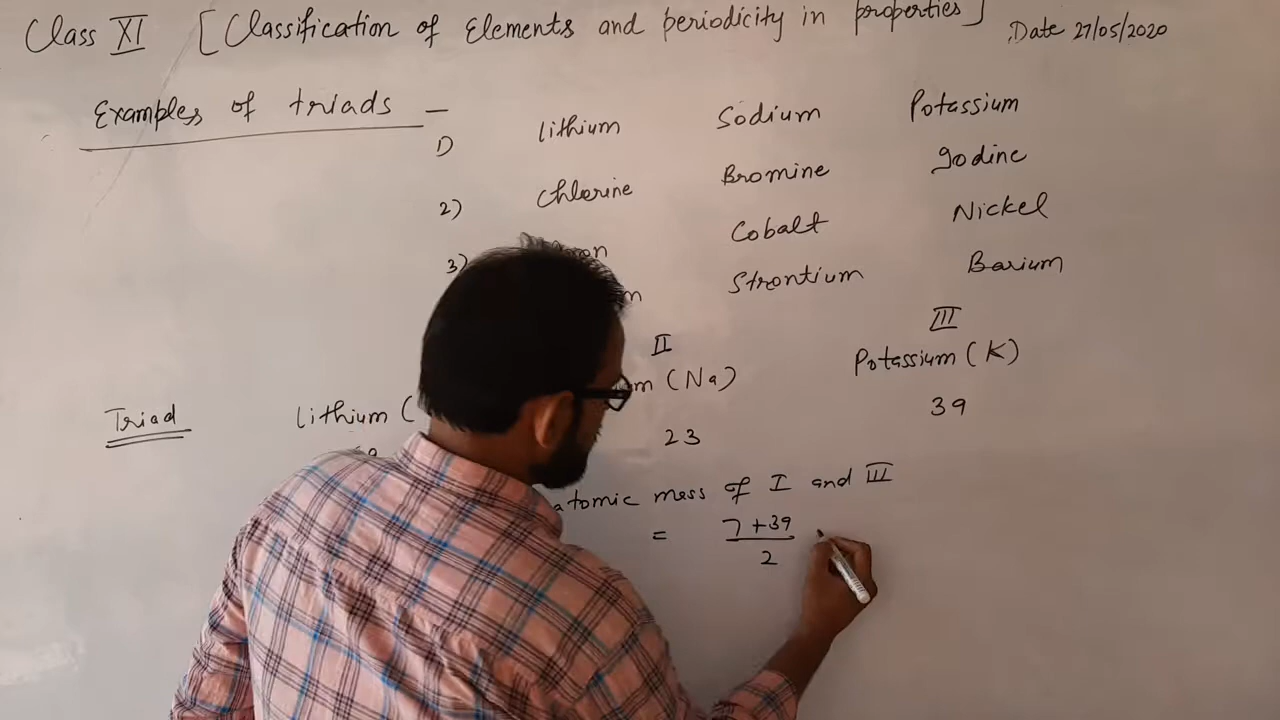 Class XI [Classification of Elements and periodicity in properties] Date 27/05/2020
Examples of triads —
1) Lithium Sodium Potassium
2) Chlorine Bromine Iodine
3) Cobalt Nickel
Strontium Barium
II III
Triad Lithium ( (Na) Potassium (K)
23 39
atomic mass of I and III
= 7+39
2